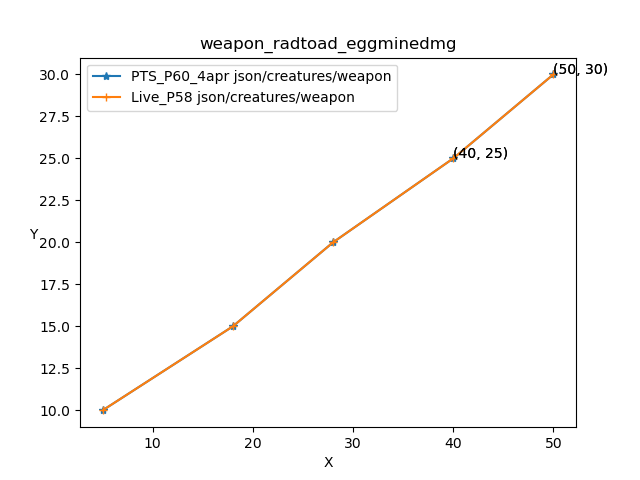 weapon_radtoad_eggminedmg
PTS_P60_4apr json/creatures/weapon
Live_P58 json/creatures/weapon
(50, 30)
(40, 25)
Y
30.0
27.5
25.0
22.5
20.0
17.5
15.0
12.5
10.0
10 20 30 40 50
X